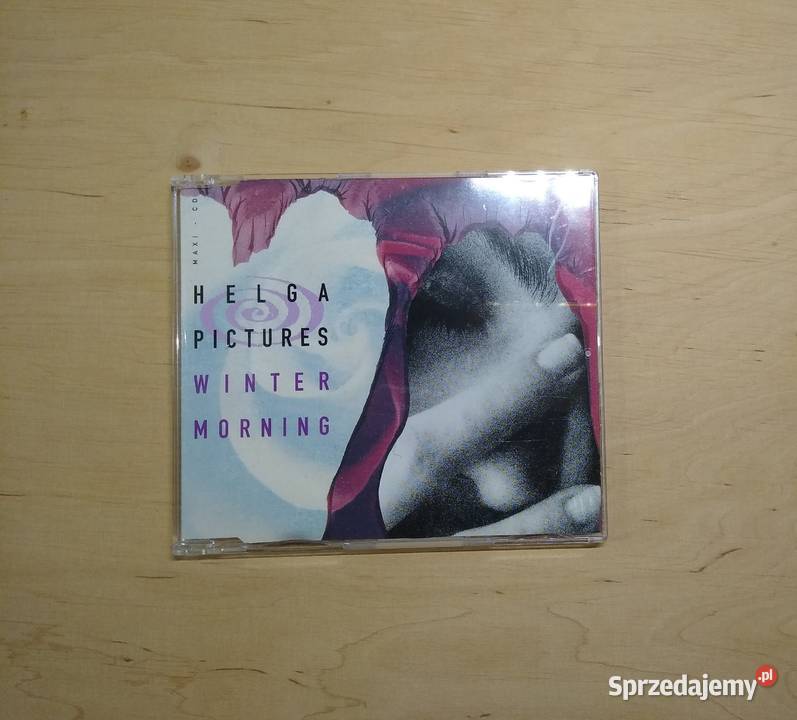 MAXI - CD
HELGA
PICTURES
WINTER
MORNING
Sprzedajemy.pl